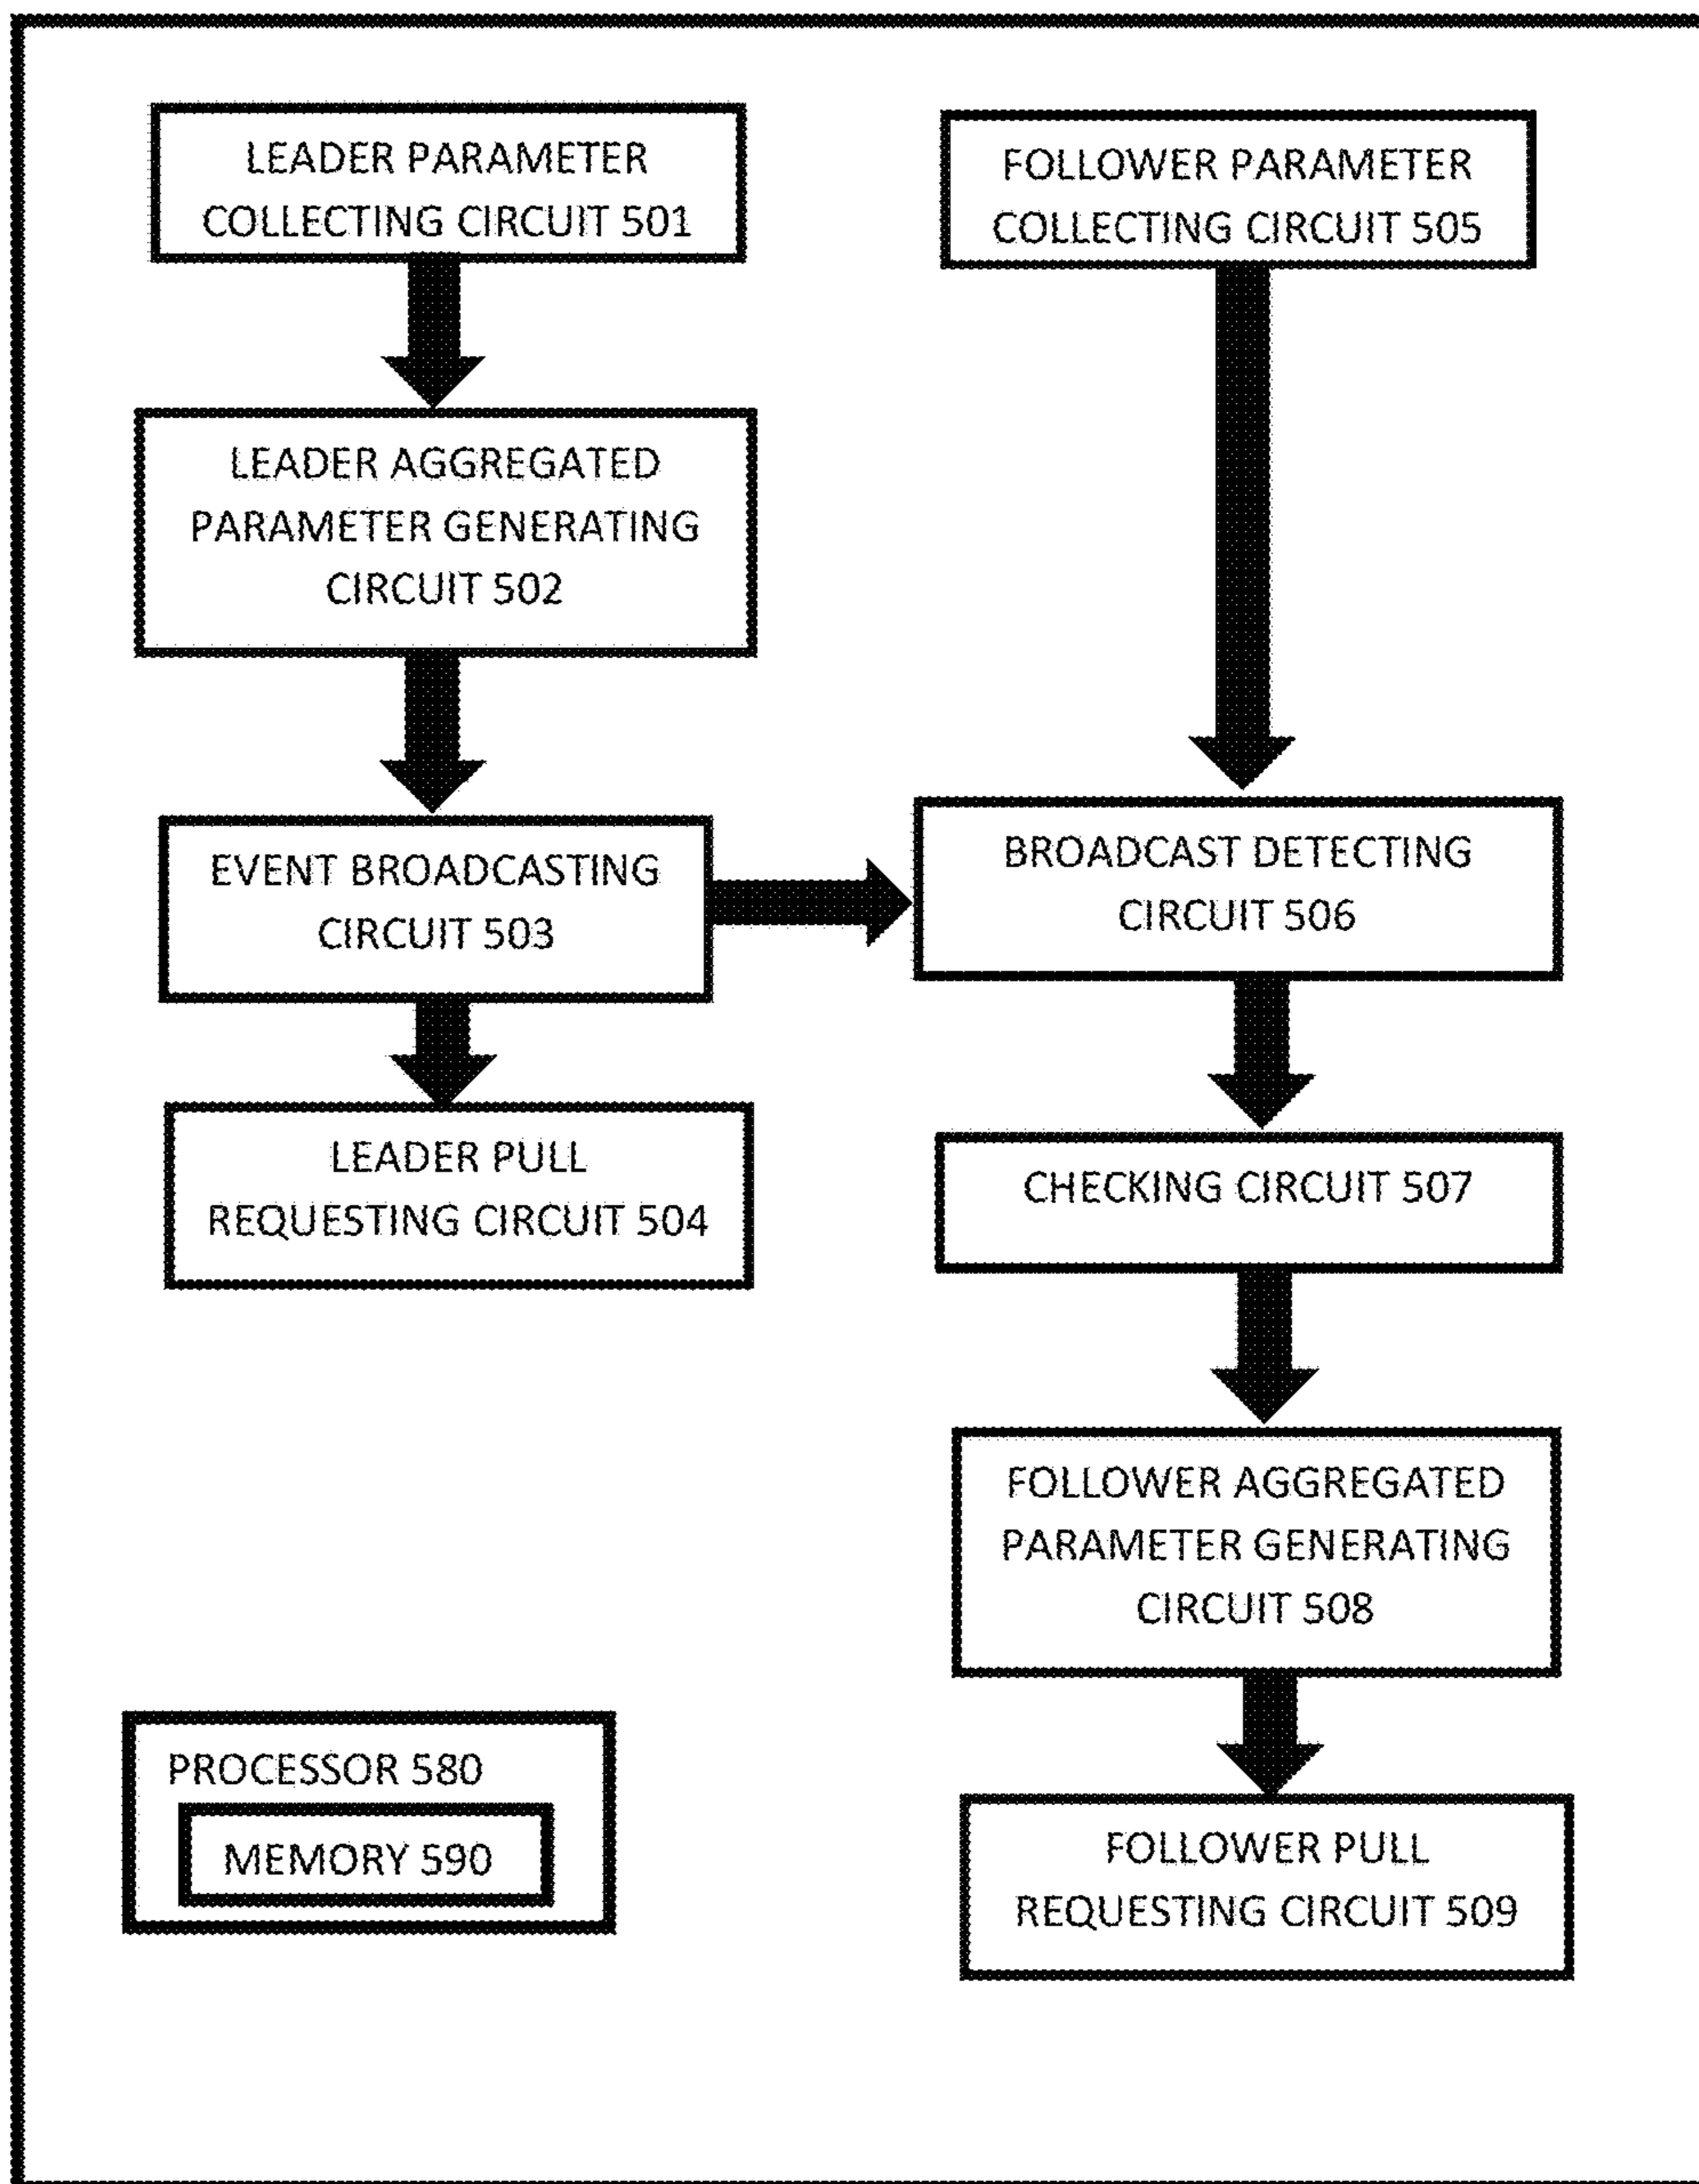 LEADER PARAMETER
COLLECTING CIRCUIT 501
LEADER AGGREGATED
PARAMETER GENERATING
CIRCUIT 502
EVENT BROADCASTING
CIRCUIT 503
LEADER PULL
REQUESTING CIRCUIT 504
FOLLOWER PARAMETER
COLLECTING CIRCUIT 505
BROADCAST DETECTING
CIRCUIT 506
CHECKING CIRCUIT 507
FOLLOWER AGGREGATED
PARAMETER GENERATING
CIRCUIT 508
FOLLOWER PULL
REQUESTING CIRCUIT 509
PROCESSOR 580
MEMORY 590